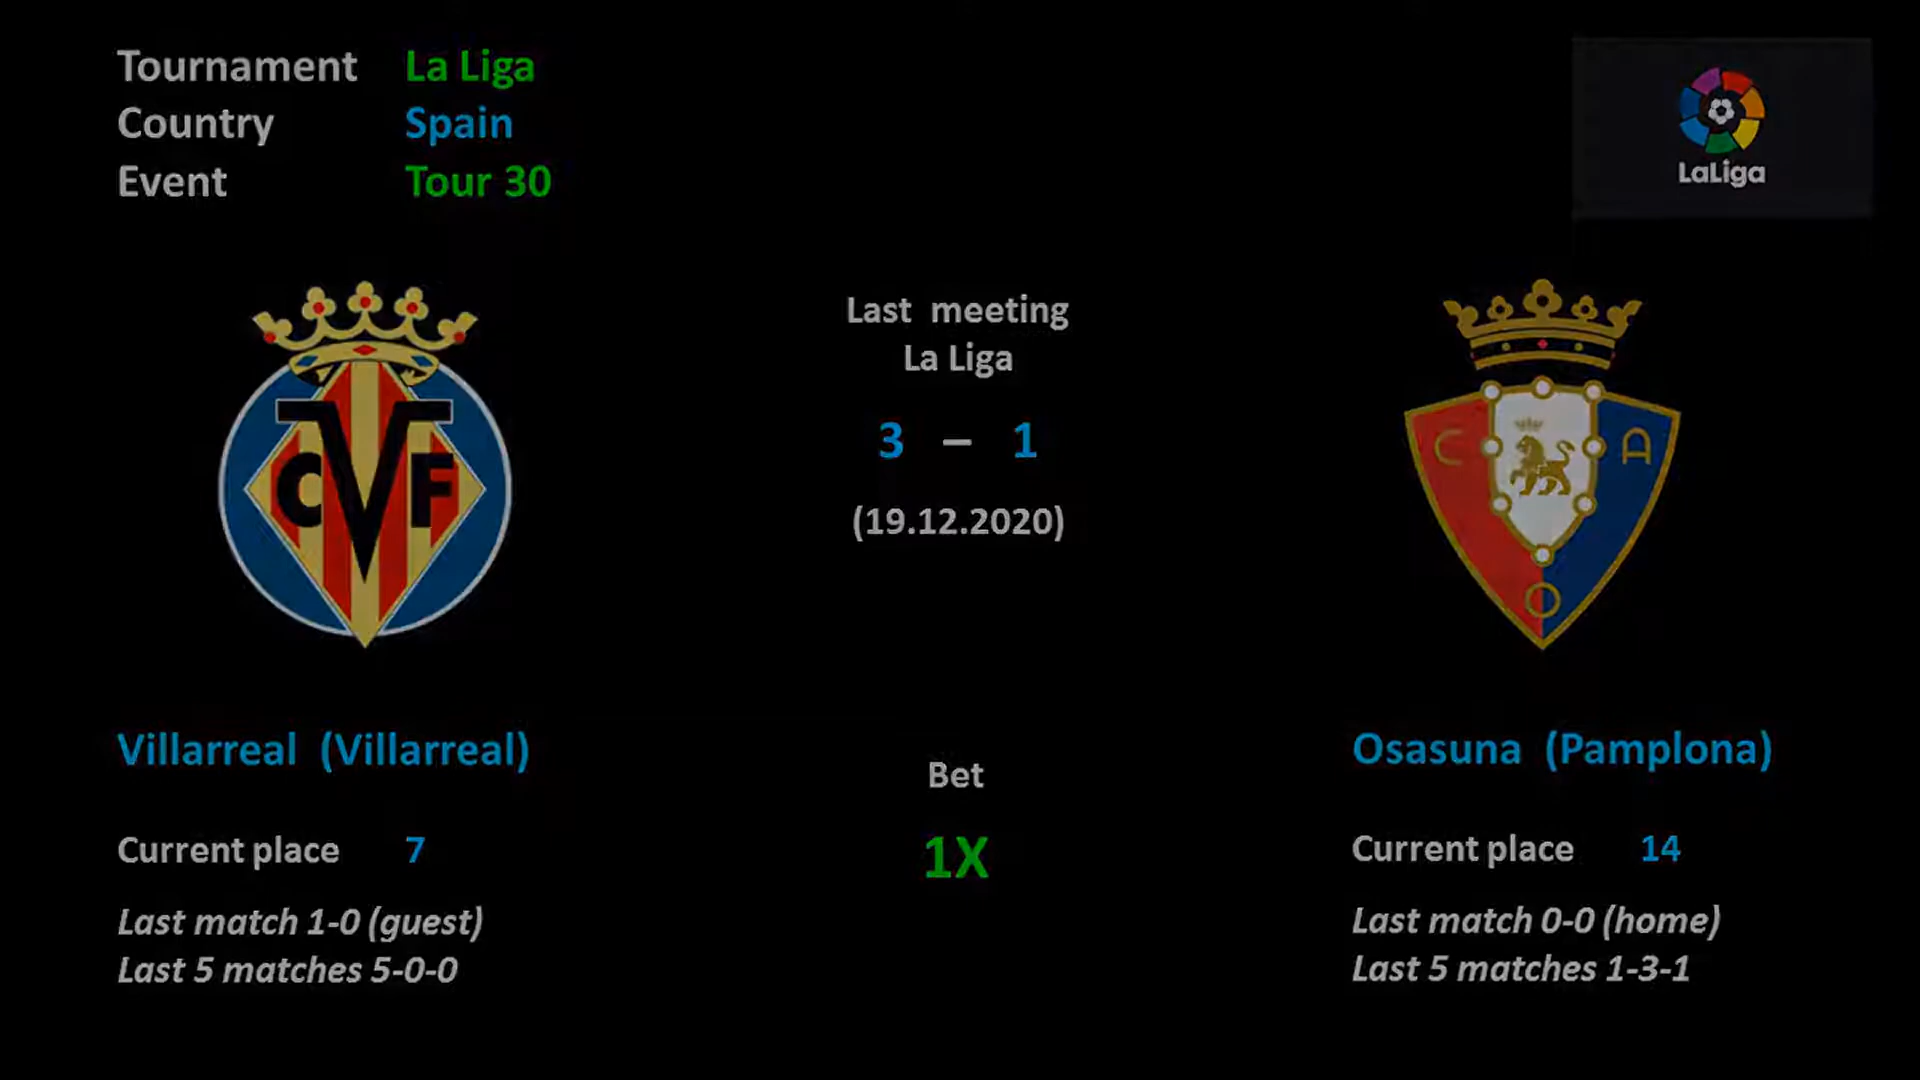 Tournament La Liga
Country Spain
Event Tour 30
LaLiga
Last meeting
La Liga
3 – 1
(19.12.2020)
CVF
C A
O
Villarreal (Villarreal)
Osasuna (Pamplona)
Bet
1X
Current place 7
Current place 14
Last match 1-0 (guest)
Last 5 matches 5-0-0
Last match 0-0 (home)
Last 5 matches 1-3-1